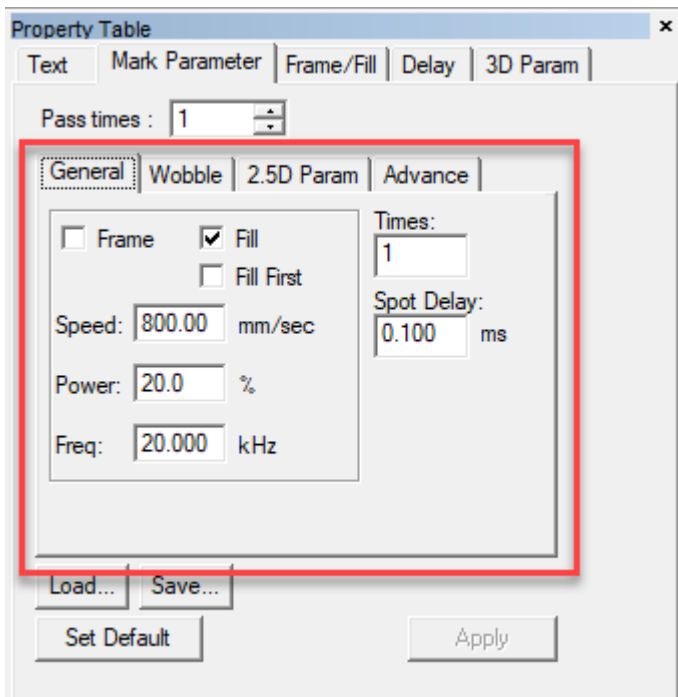 Property Table ×
Text Mark Parameter Frame/Fill Delay 3D Param
Pass times : 1
General Wobble 2.5D Param Advance
Frame Fill
Fill First
Times:
1
Speed: 800.00 mm/sec
Spot Delay:
0.100 ms
Power: 20.0 %
Freq: 20.000 kHz
Load... Save...
Set Default Apply